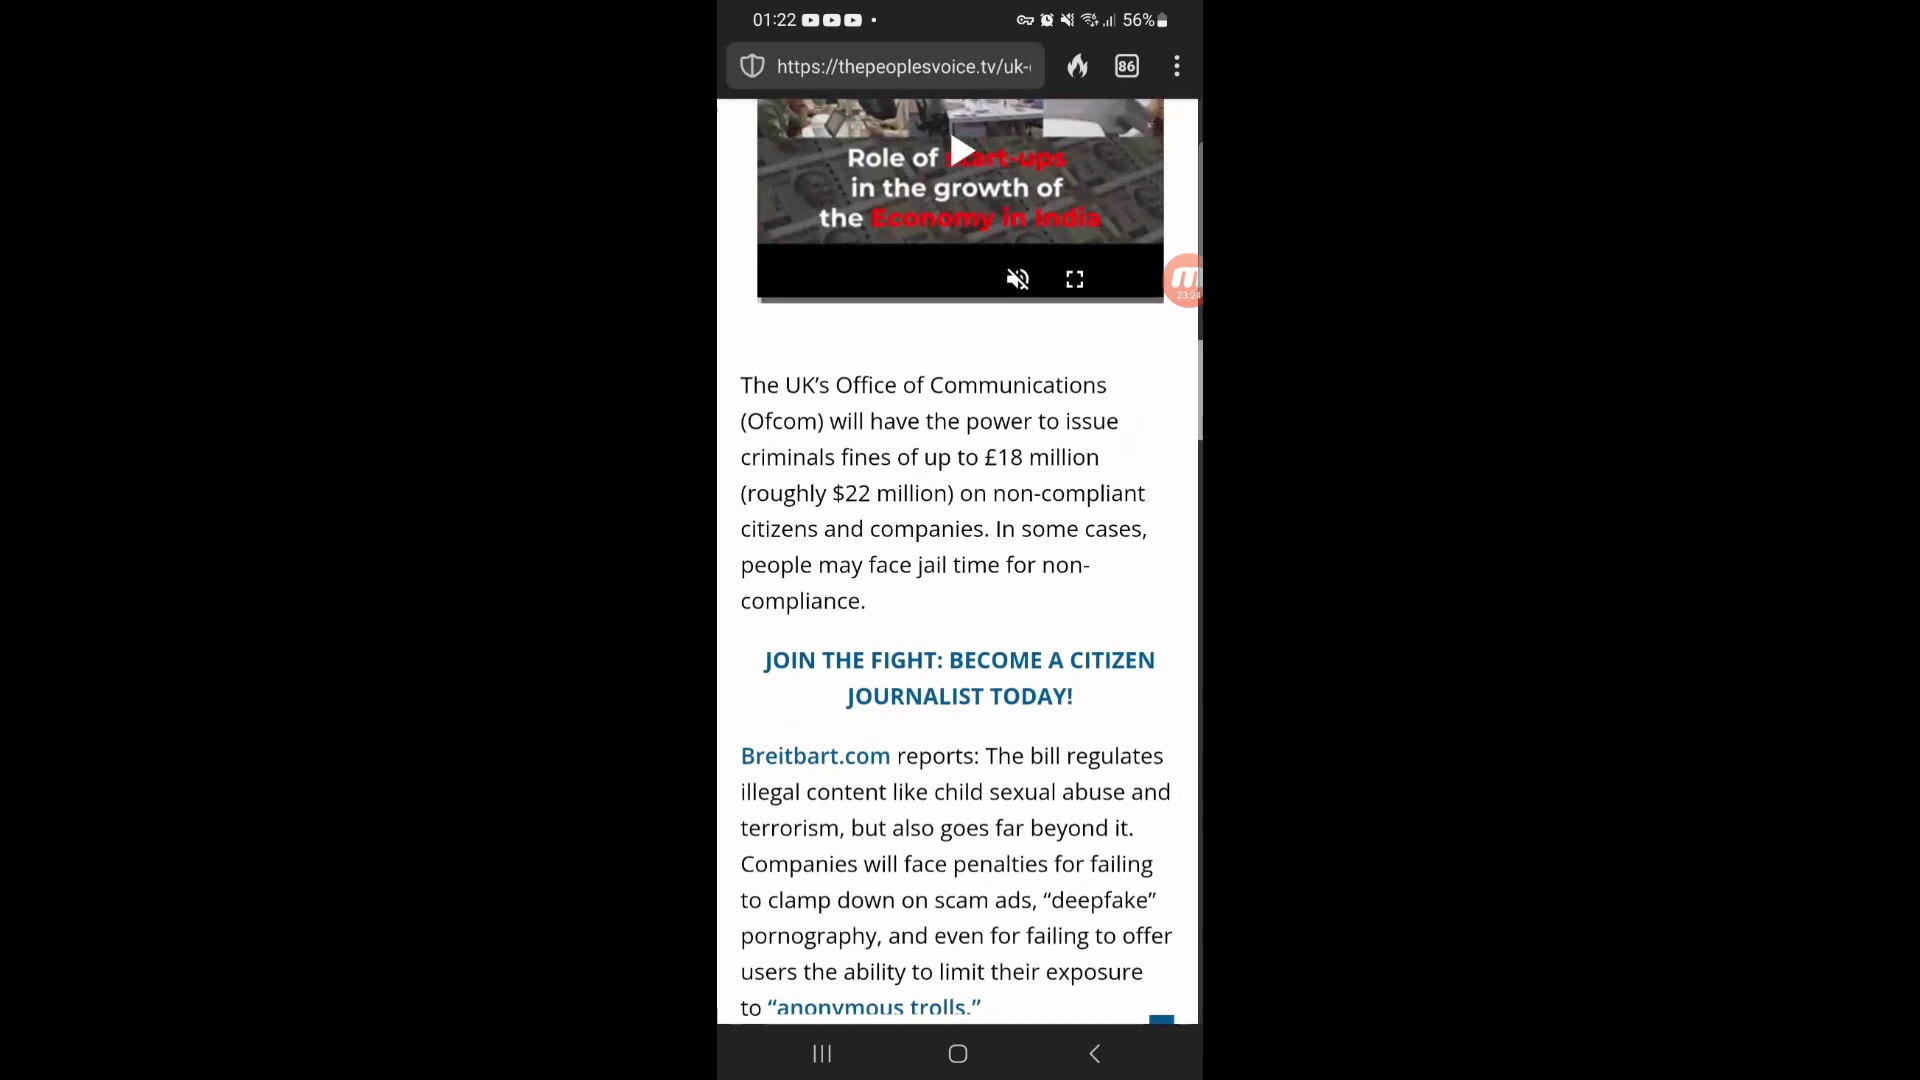 01:22
56%
https://thepeoplesvoice.tv/uk-
86
Role of start-ups
in the growth of
the Economy in India
23:24
The UK’s Office of Communications
(Ofcom) will have the power to issue
criminals fines of up to £18 million
(roughly $22 million) on non-compliant
citizens and companies. In some cases,
people may face jail time for non-
compliance.
JOIN THE FIGHT: BECOME A CITIZEN
JOURNALIST TODAY!
Breitbart.com reports: The bill regulates
illegal content like child sexual abuse and
terrorism, but also goes far beyond it.
Companies will face penalties for failing
to clamp down on scam ads, “deepfake”
pornography, and even for failing to offer
users the ability to limit their exposure
to “anonymous trolls.”